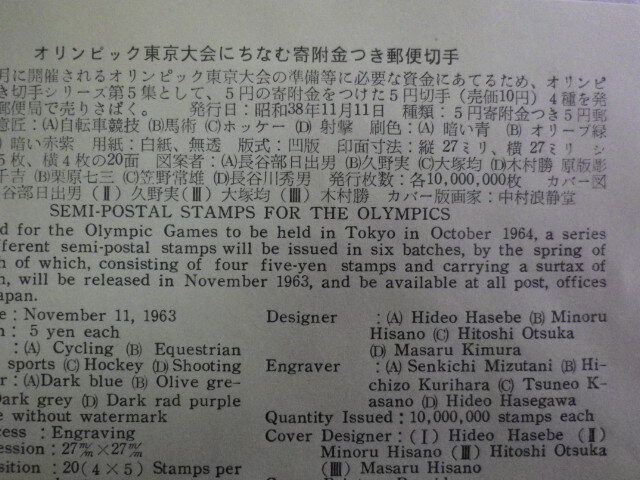 オリンピック東京大会にちなむ寄附金つき郵便切手
月に開催されるオリンピック東京大会の準備等に必要な資金にあてるため、オリンピ
き切手シリーズ第5集として、5円の寄附金をつけた5円切手(売価10円) 4種を発
郵便局で売りさばく。 発行日:昭和38年11月11日 種類:5円寄附金つき5円郵
意匠:(A)自転車競技 (B)馬術 (C)ホッケー (D) 射撃 刷色:(A) 暗い青 (B) オリーブ緑
) 暗い赤紫 用紙:白紙、無透 版式:凹版 印面寸法:縦 27ミリ、横 27ミリ シ
5枚、横4枚の20面 図案者:(A)長谷部日出男 (B)久野実 (C)大塚均 (D)木村勝 原版彫
千吉 (B)栗原七三 (C)笠野常雄 (D)長谷川秀男 発行枚数:各10,000,000枚 カバー図
谷部日出男 (Ⅱ) 久野実 (Ⅲ) 大塚均 (Ⅳ) 木村勝 カバー版画家:中村浪静堂
SEMI-POSTAL STAMPS FOR THE OLYMPICS
d for the Olympic Games to be held in Tokyo in October 1964, a series
fferent semi-postal stamps will be issued in six batches, by the spring of
h of which, consisting of four five-yen stamps and carrying a surtax of
n, will be released in November 1963, and be available at all post, offices
apan.
e : November 11, 1963
n : 5 yen each
: (A) Cycling (B) Equestrian
sports (C) Hockey (D) Shooting
r : (A)Dark blue (B) Olive gre-
Dark grey (D) Dark rad purple
e without watermark
cess : Engraving
ession : 27m/m×27m/m
osition : 20(4×5) Stamps per
Designer : (A) Hideo Hasebe (B) Minoru
Hisano (C) Hitoshi Otsuka
(D) Masaru Kimura
Engraver : (A) Senkichi Mizutani (B) Hi-
chizo Kurihara (C) Tsuneo K-
asano (D) Hideo Hasegawa
Quantity Issued : 10,000,000 stamps each
Cover Designer : (Ⅰ) Hideo Hasebe (Ⅱ)
Minoru Hisano (Ⅲ) Hitoshi Otsuka
(Ⅳ) Masaru Hisano